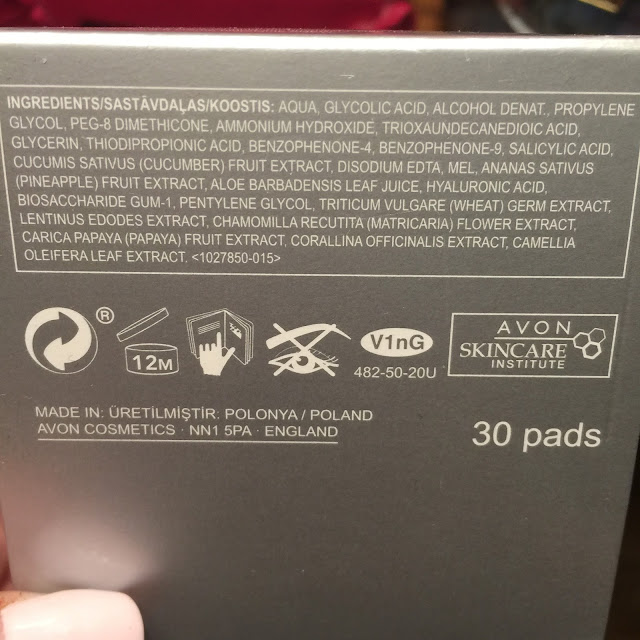 INGREDIENTS/SASTĀVDAĻAS/KOOSTIS: AQUA, GLYCOLIC ACID, ALCOHOL DENAT., PROPYLENE
GLYCOL, PEG-8 DIMETHICONE, AMMONIUM HYDROXIDE, TRIOXAUNDECANEDIOIC ACID,
GLYCERIN, THIODIPROPIONIC ACID, BENZOPHENONE-4, BENZOPHENONE-9, SALICYLIC ACID,
CUCUMIS SATIVUS (CUCUMBER) FRUIT EXTRACT, DISODIUM EDTA, MEL, ANANAS SATIVUS
(PINEAPPLE) FRUIT EXTRACT, ALOE BARBADENSIS LEAF JUICE, HYALURONIC ACID,
BIOSACCHARIDE GUM-1, PENTYLENE GLYCOL, TRITICUM VULGARE (WHEAT) GERM EXTRACT,
LENTINUS EDODES EXTRACT, CHAMOMILLA RECUTITA (MATRICARIA) FLOWER EXTRACT,
CARICA PAPAYA (PAPAYA) FRUIT EXTRACT, CORALLINA OFFICINALIS EXTRACT, CAMELLIA
OLEIFERA LEAF EXTRACT. <1027850-015>
®
12M
V1nG
482-50-20U
AVON
SKINCARE
INSTITUTE
MADE IN: ÜRETİLMİŞTİR: POLONYA / POLAND
AVON COSMETICS · NN1 5PA · ENGLAND
30 pads